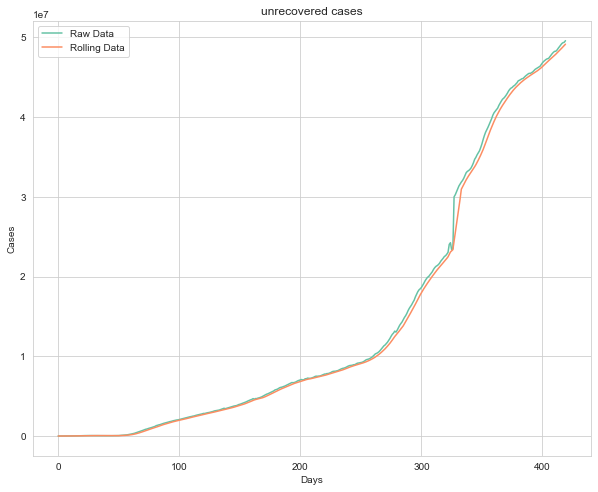 unrecovered cases
1e7
Raw Data
Rolling Data
5
4
3
2
1
0
Cases
0 100 200 300 400
Days